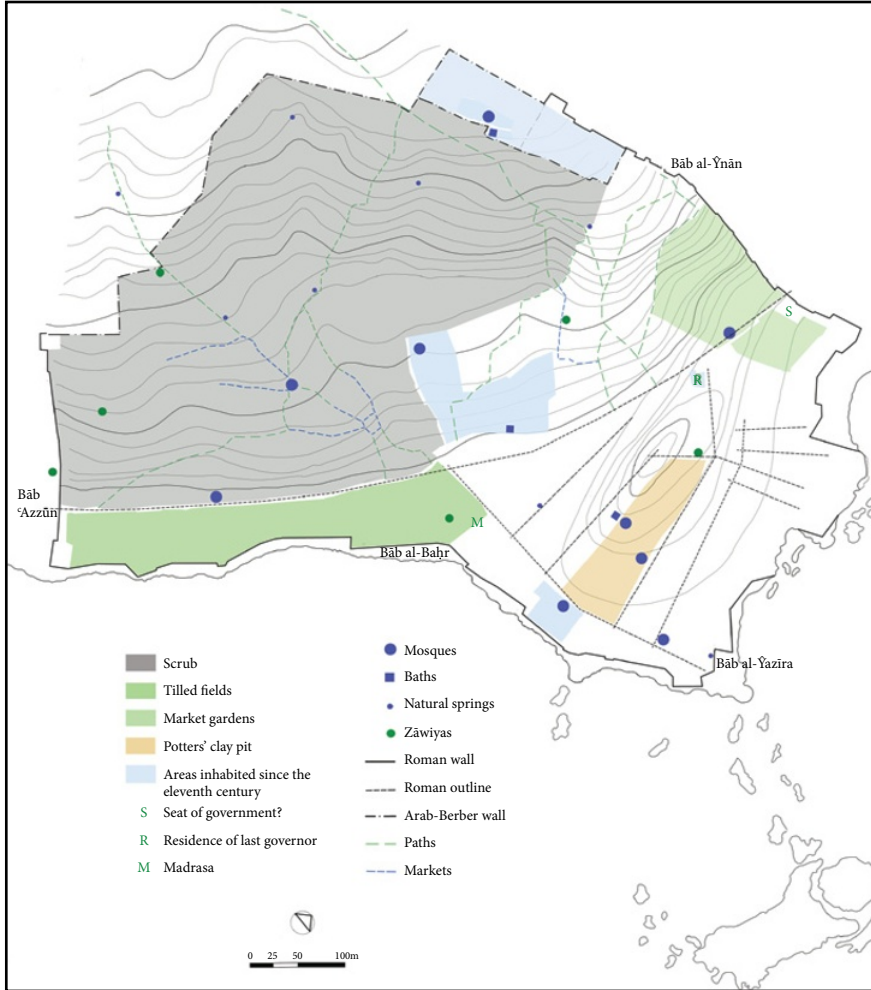 Bāb al-Ŷnān
S
R
Bāb
ʿAzzūn
M
Bāb al-Baḥr
Bāb al-Ŷazīra
Scrub
Tilled fields
Market gardens
Potters' clay pit
Areas inhabited since the
eleventh century
S Seat of government?
R Residence of last governor
M Madrasa
Mosques
Baths
Natural springs
Zāwiyas
Roman wall
Roman outline
Arab-Berber wall
Paths
Markets
0 25 50 100m